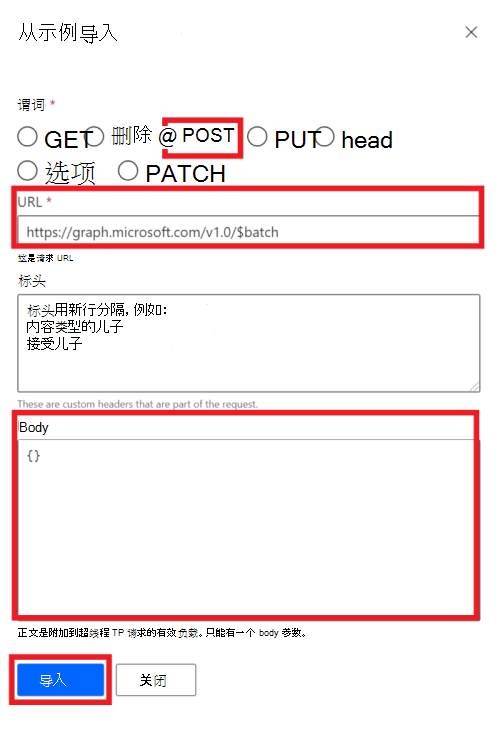 从示例导入
谓词 *
GET 删除 @ POST PUT head
选项 PATCH
URL *
https://graph.microsoft.com/v1.0/$batch
这是请求 URL
标头
标头用新行分隔，例如：
内容类型的儿子
接受儿子
These are custom headers that are part of the request.
Body
{}
正文是附加到超线程 TP 请求的有效负载。只能有一个 body 参数。
导入 关闭